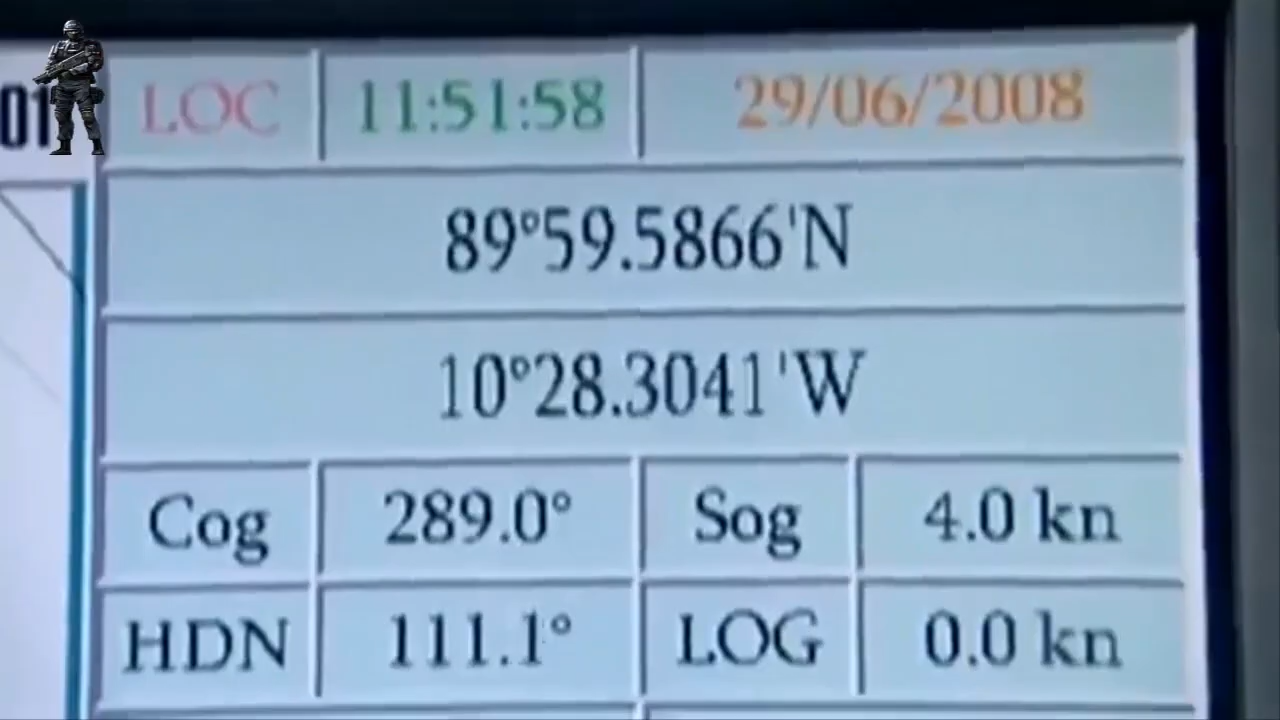 01
LOC 11:51:58 29/06/2008
89°59.5866'N
10°28.3041'W
Cog 289.0° Sog 4.0 kn
HDN 111.1° LOG 0.0 kn